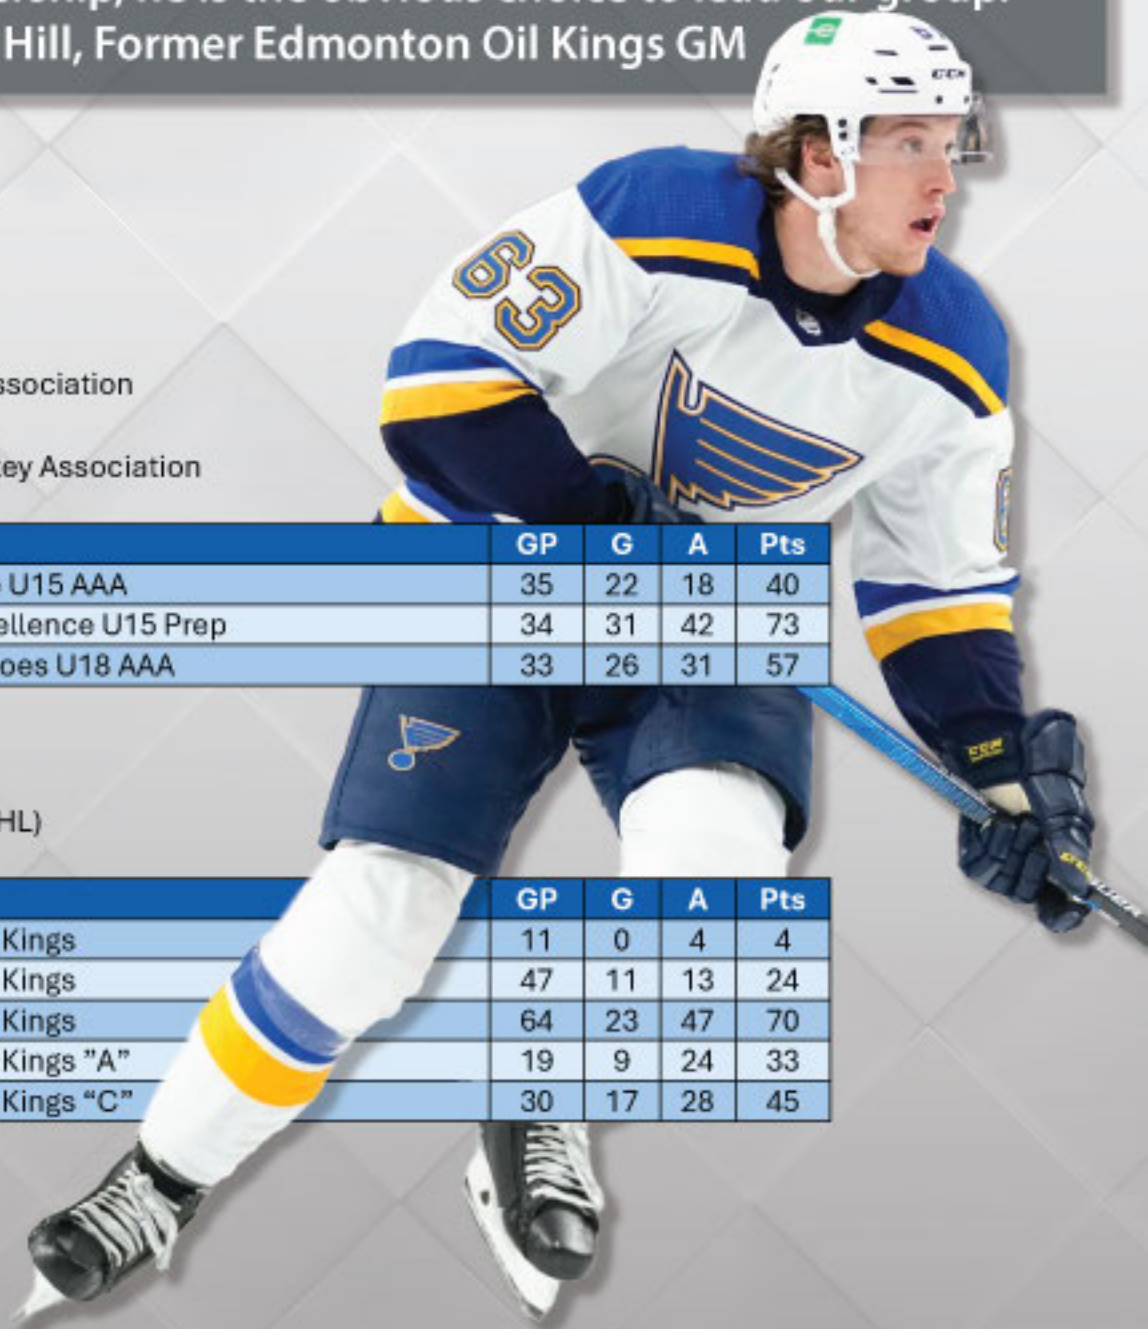 Hill, Former Edmonton Oil Kings GM
CCM
63
ssociation
ey Association
GP G A Pts
U15 AAA 35 22 18 40
ellence U15 Prep 34 31 42 73
oes U18 AAA 33 26 31 57
CCM
HL)
GP G A Pts
Kings 11 0 4 4
Kings 47 11 13 24
Kings 64 23 47 70
Kings ”A” 19 9 24 33
Kings “C” 30 17 28 45